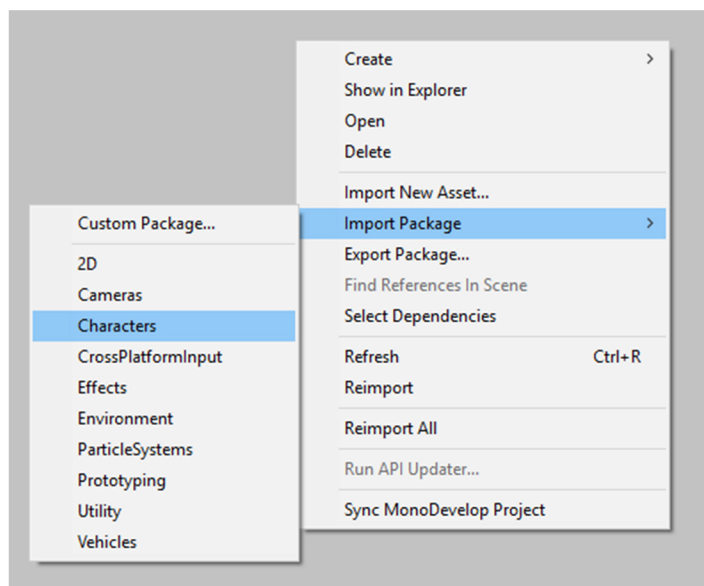 Create
Show in Explorer
Open
Delete
Import New Asset...
Import Package
Export Package...
Find References In Scene
Select Dependencies
Refresh Ctrl+R
Reimport
Reimport All
Run API Updater...
Sync MonoDevelop Project
Custom Package...
2D
Cameras
Characters
CrossPlatformInput
Effects
Environment
ParticleSystems
Prototyping
Utility
Vehicles